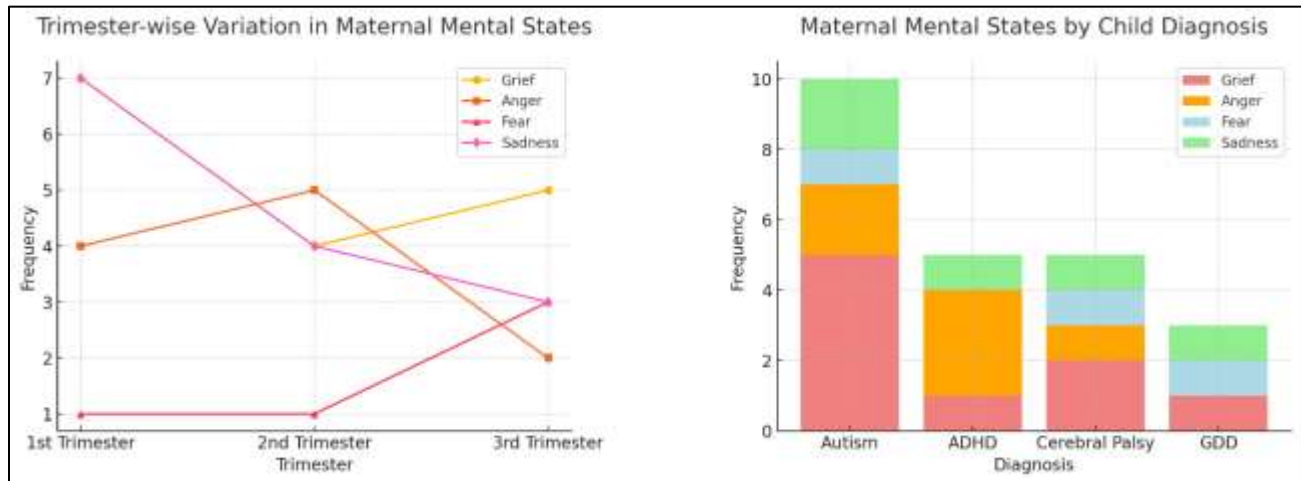 Trimester-wise Variation in Maternal Mental States
7
6
5
4
3
2
1
Frequency
Grief
Anger
Fear
Sadness
1st Trimester
2nd Trimester
3rd Trimester
Trimester
Maternal Mental States by Child Diagnosis
10
8
6
4
2
0
Frequency
Grief
Anger
Fear
Sadness
Autism
ADHD
Cerebral Palsy
GDD
Diagnosis